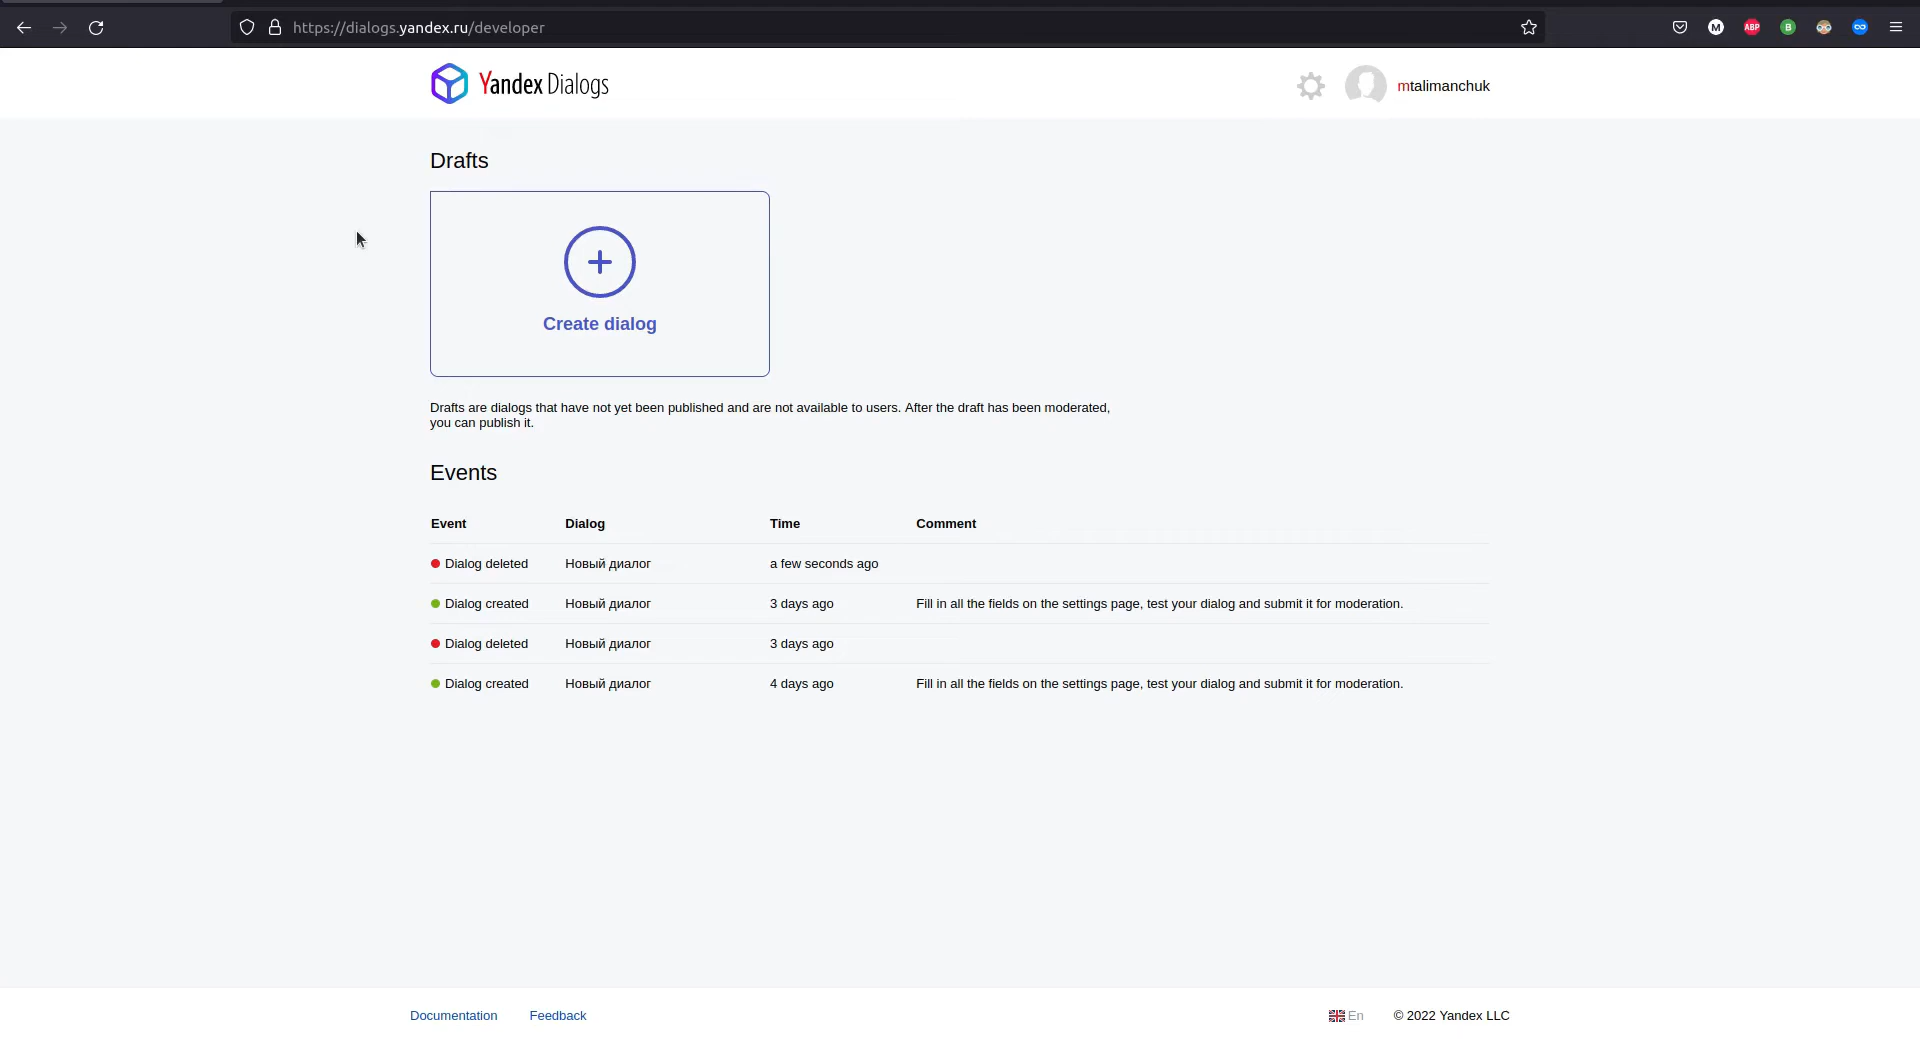 https://dialogs.yandex.ru/developer
M
ABP
B
Yandex Dialogs
mtalimanchuk
Drafts
Create dialog
Drafts are dialogs that have not yet been published and are not available to users. After the draft has been moderated,
you can publish it.
Events
Event Dialog Time Comment
Dialog deleted Новый диалог a few seconds ago
Dialog created Новый диалог 3 days ago Fill in all the fields on the settings page, test your dialog and submit it for moderation.
Dialog deleted Новый диалог 3 days ago
Dialog created Новый диалог 4 days ago Fill in all the fields on the settings page, test your dialog and submit it for moderation.
Documentation Feedback En © 2022 Yandex LLC